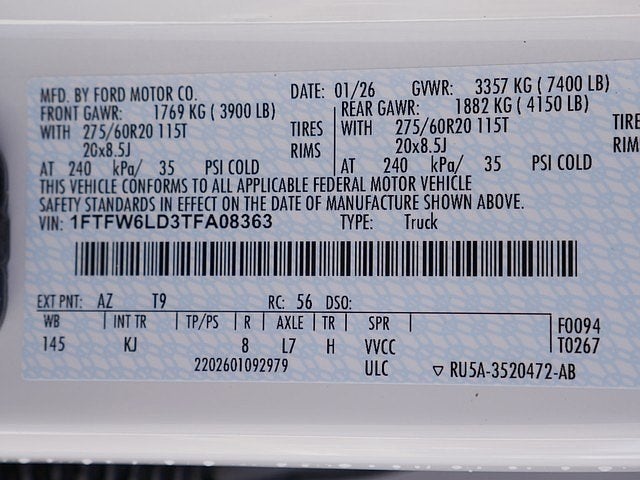 MFD. BY FORD MOTOR CO. DATE: 01/26 GVWR: 3357 KG ( 7400 LB)
FRONT GAWR: 1769 KG ( 3900 LB) REAR GAWR: 1882 KG ( 4150 LB)
WITH 275/60R20 115T TIRES WITH 275/60R20 115T TIRE
20x8.5J RIMS 20x8.5J RIM
AT 240 kPa/ 35 PSI COLD AT 240 kPa/ 35 PSI COLD
THIS VEHICLE CONFORMS TO ALL APPLICABLE FEDERAL MOTOR VEHICLE
SAFETY STANDARDS IN EFFECT ON THE DATE OF MANUFACTURE SHOWN ABOVE.
VIN: 1FTFW6LD3TFA08363 TYPE: Truck
EXT PNT: AZ T9 RC: 56 DSO:
WB INT TR TP/PS R AXLE TR SPR F0094
145 KJ 8 L7 H VVCC T0267
2202601092979 ULC ▽ RU5A-3520472-AB